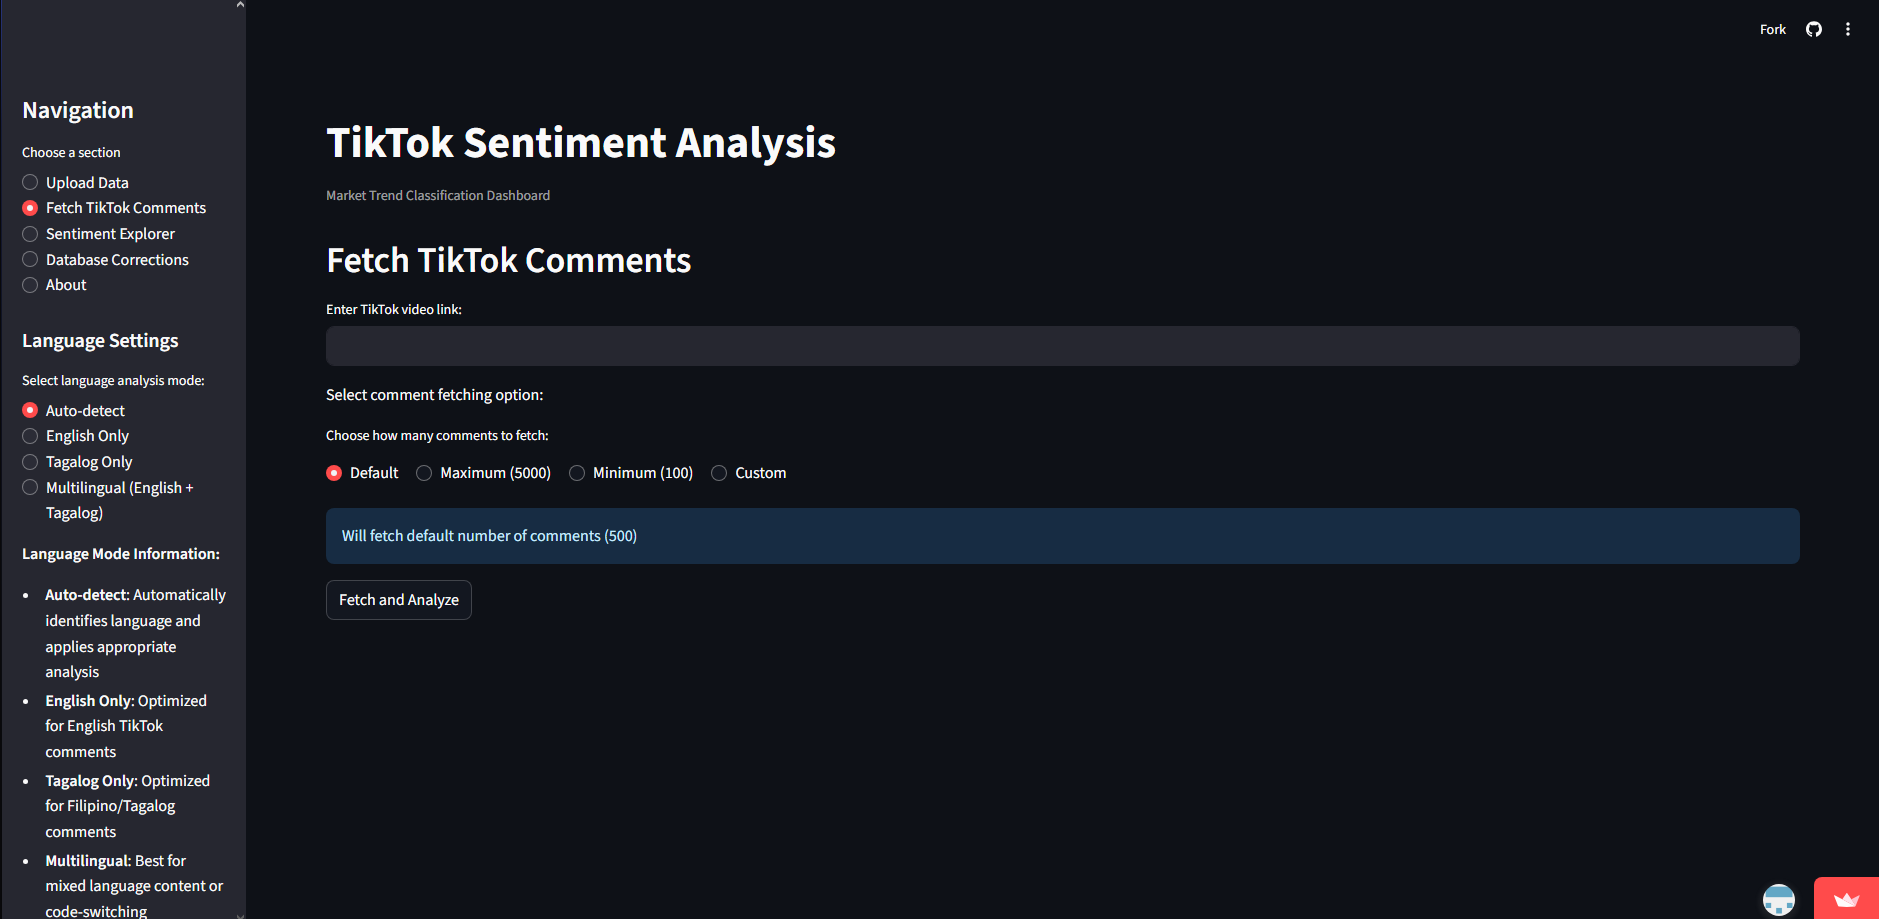 Fork
Navigation
Choose a section
Upload Data
Fetch TikTok Comments
Sentiment Explorer
Database Corrections
About
Language Settings
Select language analysis mode:
Auto-detect
English Only
Tagalog Only
Multilingual (English +
Tagalog)
Language Mode Information:
• Auto-detect: Automatically
identifies language and
applies appropriate
analysis
• English Only: Optimized
for English TikTok
comments
• Tagalog Only: Optimized
for Filipino/Tagalog
comments
• Multilingual: Best for
mixed language content or
code-switching
TikTok Sentiment Analysis
Market Trend Classification Dashboard
Fetch TikTok Comments
Enter TikTok video link:
Select comment fetching option:
Choose how many comments to fetch:
Default Maximum (5000) Minimum (100) Custom
Will fetch default number of comments (500)
Fetch and Analyze